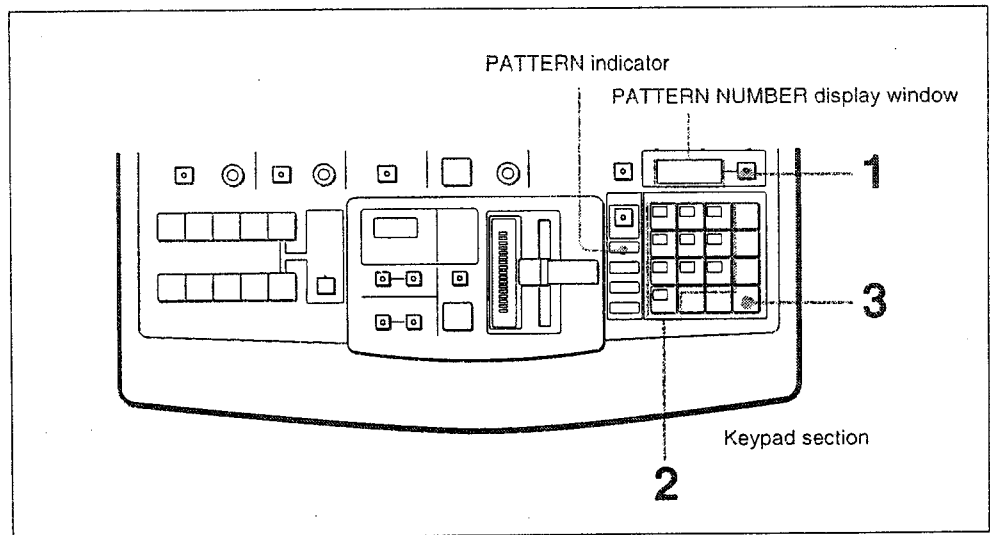 PATTERN indicator
PATTERN NUMBER display window
1
3
Keypad section
2